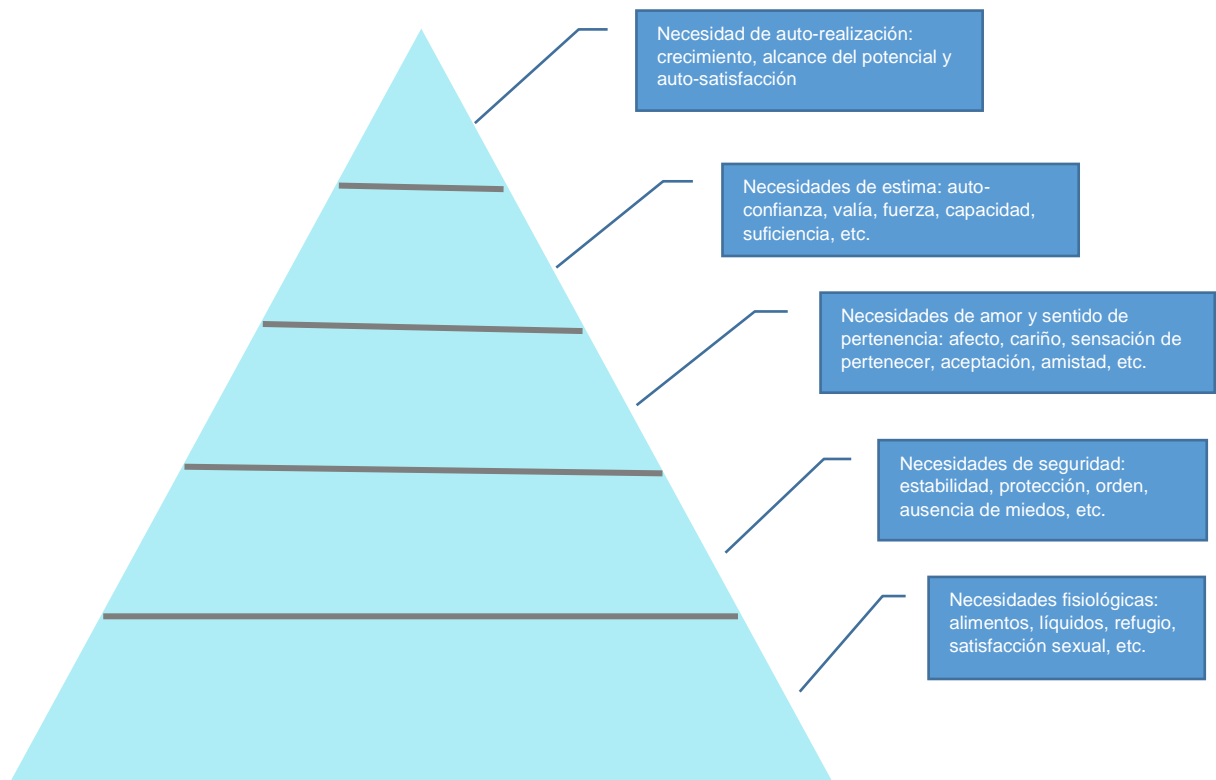 Necesidad de auto-realización:
crecimiento, alcance del potencial y
auto-satisfacción
Necesidades de estima: auto-
confianza, valía, fuerza, capacidad,
suficiencia, etc.
Necesidades de amor y sentido de
pertenencia: afecto, cariño, sensación de
pertenecer, aceptación, amistad, etc.
Necesidades de seguridad:
estabilidad, protección, orden,
ausencia de miedos, etc.
Necesidades fisiológicas:
alimentos, líquidos, refugio,
satisfacción sexual, etc.